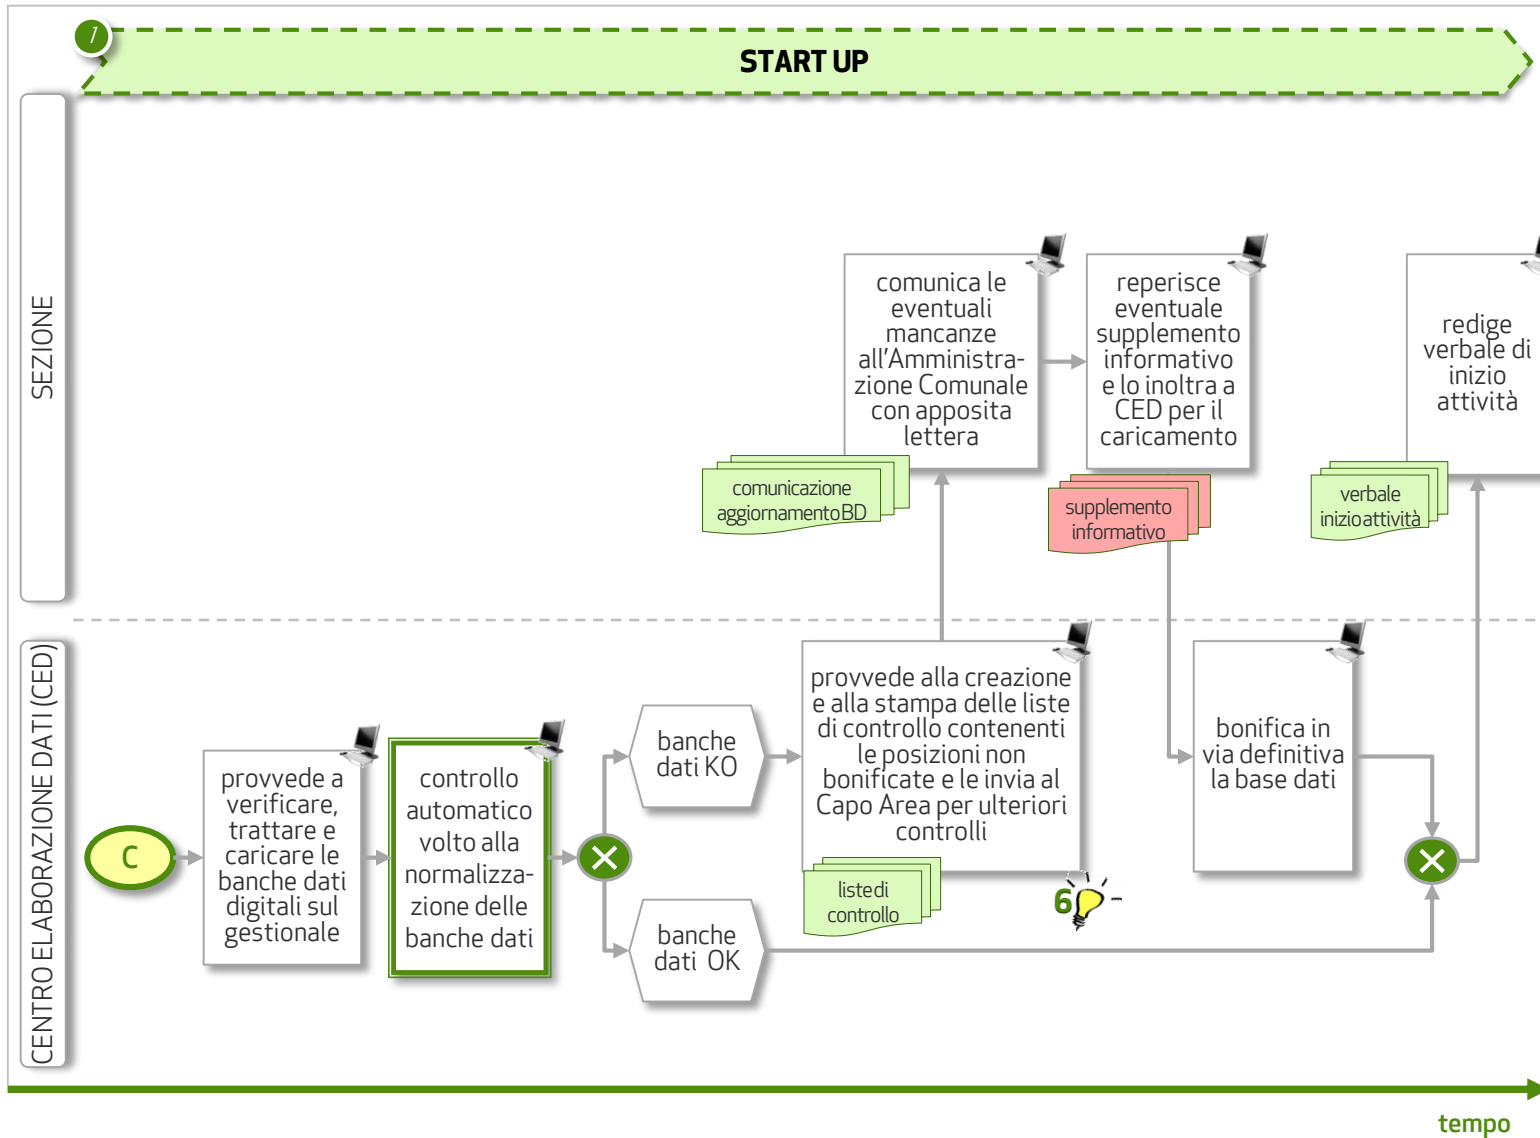 1
START UP
SEZIONE
comunica le
eventuali
mancanze
all'Amministra-
zione Comunale
con apposita
lettera
comunicazione
aggiornamento BD
reperisce
eventuale
supplemento
informativo
e lo inoltra a
CED per il
caricamento
supplemento
informativo
redige
verbale di
inizio
attività
verbale
inizio attività
CENTRO ELABORAZIONE DATI (CED)
C
provvede a
verificare,
trattare e
caricare le
banche dati
digitali sul
gestionale
controllo
automatico
volto alla
normalizza-
zione delle
banche dati
banche
dati KO
banche
dati OK
provvede alla creazione
e alla stampa delle liste
di controllo contenenti
le posizioni non
bonificate e le invia al
Capo Area per ulteriori
controlli
liste di
controllo
6
bonifica in
via definitiva
la base dati
tempo